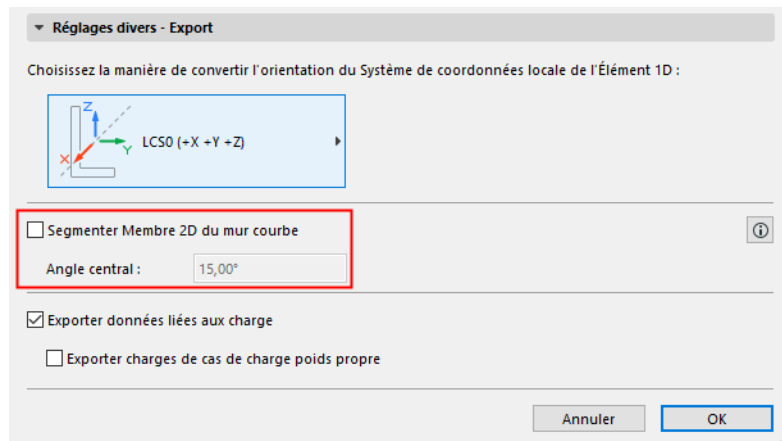 Réglages divers - Export
Choisissez la manière de convertir l'orientation du Système de coordonnées locale de l'Élément 1D :
Z
Y
X
LCS0 (+X +Y +Z)
Segmenter Membre 2D du mur courbe
Angle central :
15,00°
Exporter données liées aux charge
Exporter charges de cas de charge poids propre
Annuler
OK